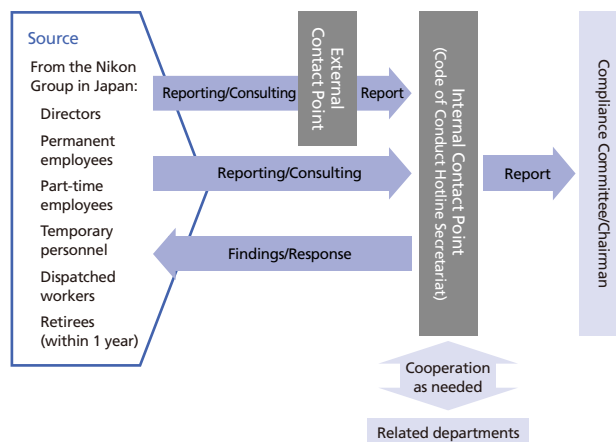 Source
From the Nikon
Group in Japan:
Directors
Permanent
employees
Part-time
employees
Temporary
personnel
Dispatched
workers
Retirees
(within 1 year)
Reporting/Consulting
External
Contact Point
Report
Reporting/Consulting
Findings/Response
Internal Contact Point
(Code of Conduct Hotline Secretariat)
Report
Compliance Committee/Chairman
Cooperation
as needed
Related departments